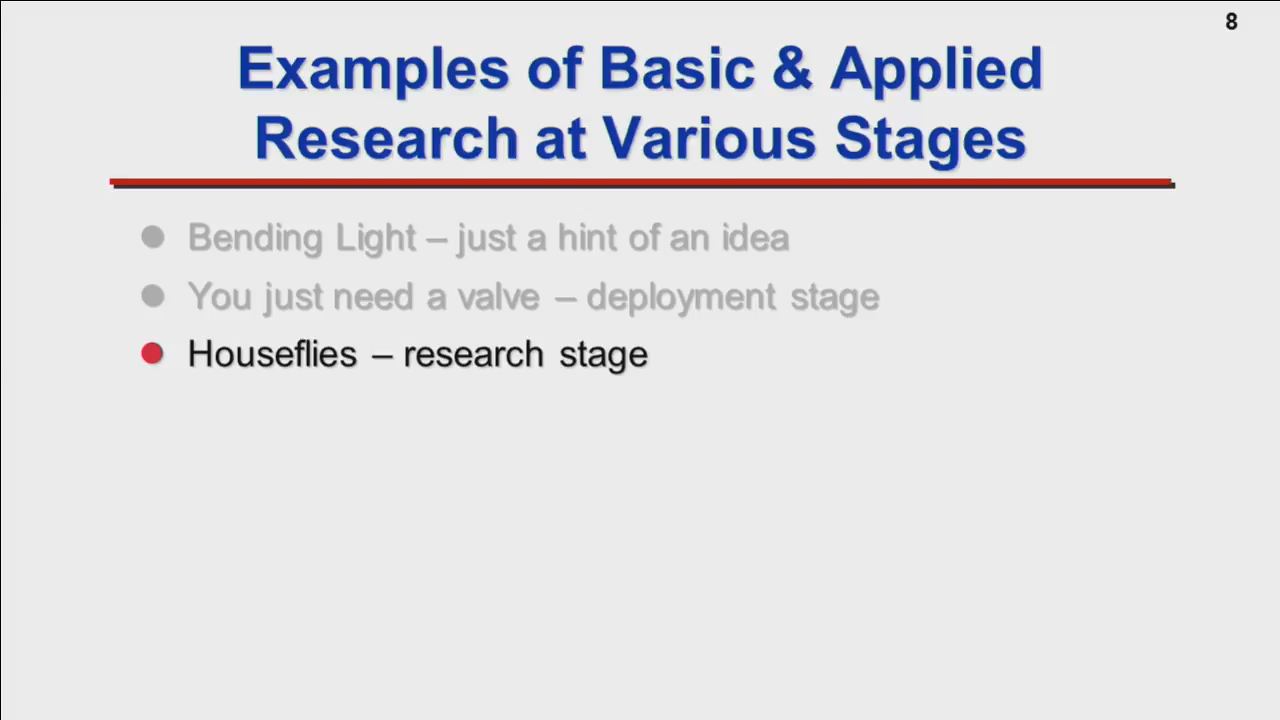 8
Examples of Basic & Applied
Research at Various Stages
Bending Light – just a hint of an idea
You just need a valve – deployment stage
Houseflies – research stage